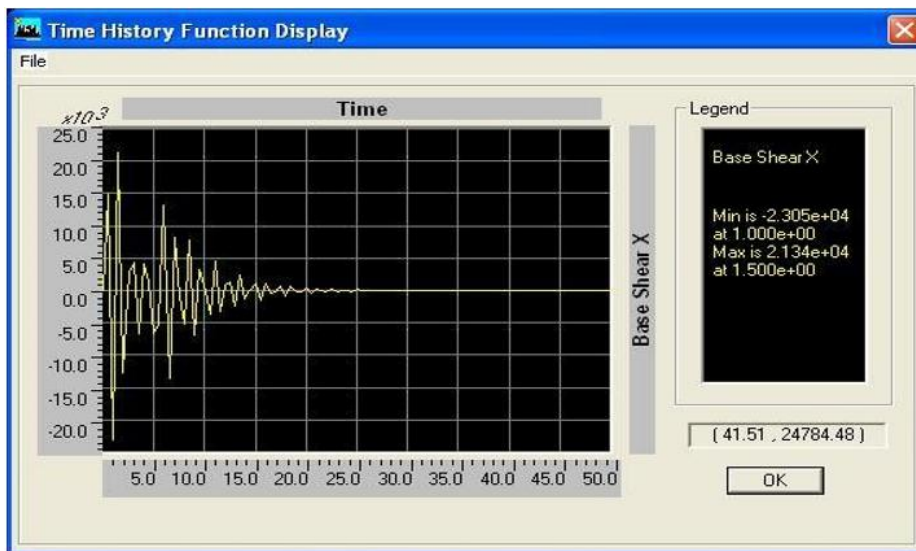 Time History Function Display
File
Time
x10 3
25.0
20.0
15.0
10.0
5.0
0.0
-5.0
-10.0
-15.0
-20.0
5.0 10.0 15.0 20.0 25.0 30.0 35.0 40.0 45.0 50.0
Base Shear X
Legend
Base Shear X
Min is -2.305e+04
at 1.000e+00
Max is 2.134e+04
at 1.500e+00
( 41.51 , 24784.48 )
OK